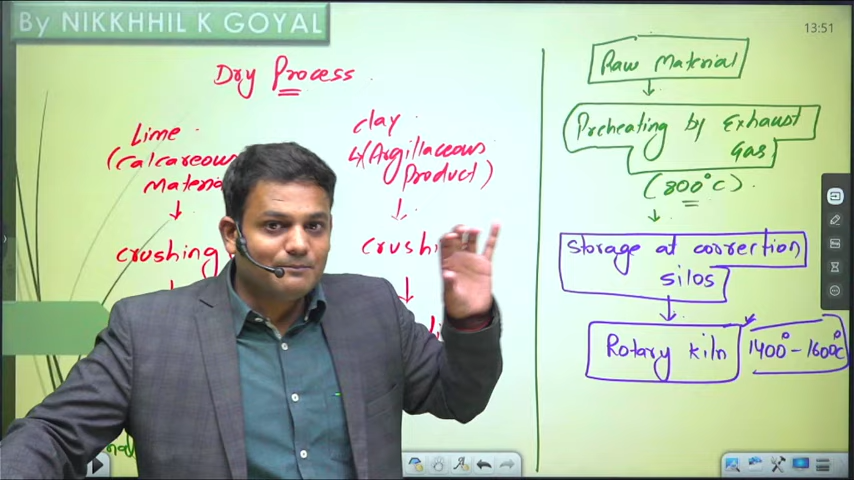 By NIKKHHIL K GOYAL
13:51
Dry Process
Lime
(Calcareous
material
crushing
clay
(Argillaceous
Product)
crushi
Raw Material
Preheating by Exhaust
Gas
(800°C)
Storage at correction
silos
Rotary kiln
1400° - 1600°C